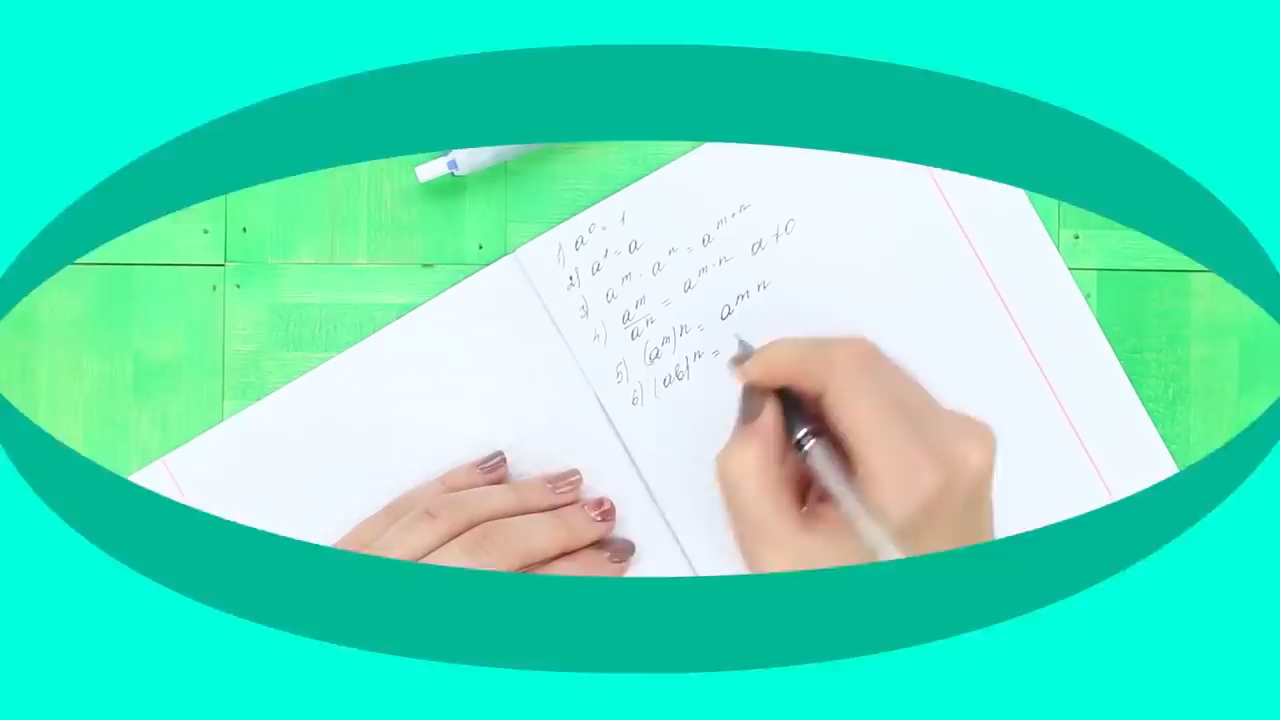 1) a⁰ = 1
2) a¹ = a
3) aᵐ · aⁿ = aᵐ⁺ⁿ
4) aᵐ/aⁿ = aᵐ⁻ⁿ a ≠ 0
5) (aᵐ)ⁿ = aᵐⁿ
6) (ab)ⁿ =